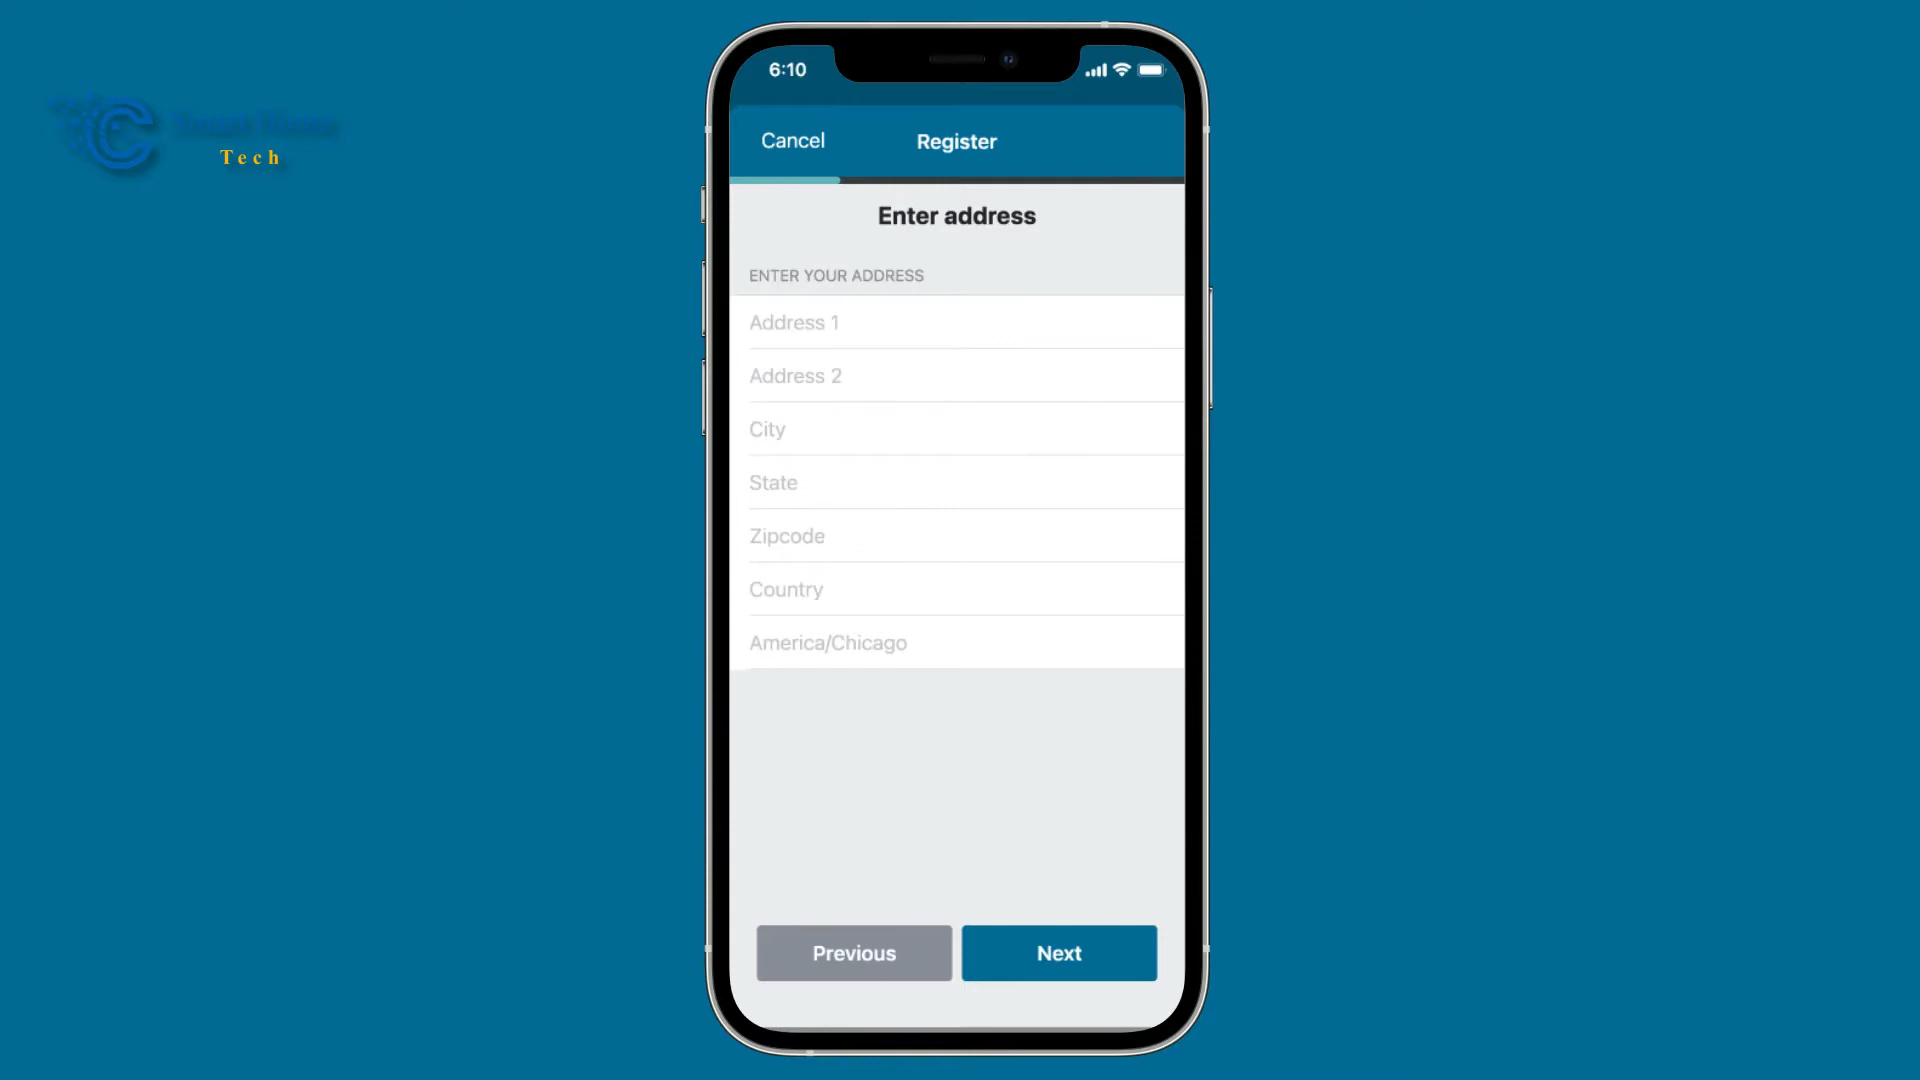 6:10
Cancel
Register
Tech
Enter address
ENTER YOUR ADDRESS
Address 1
Address 2
City
State
Zipcode
Country
America/Chicago
Previous
Next